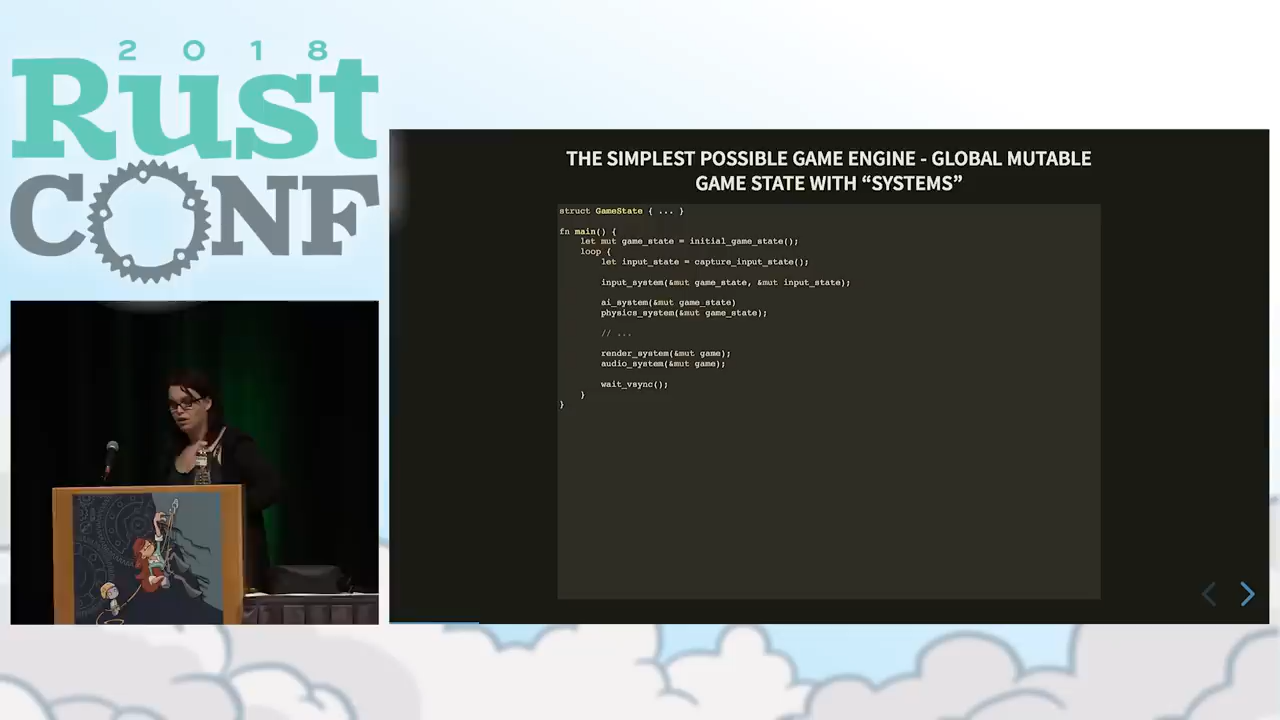 2 0 1 8
Rust
CONF
THE SIMPLEST POSSIBLE GAME ENGINE - GLOBAL MUTABLE
GAME STATE WITH “SYSTEMS”
struct GameState { ... }
fn main() {
let mut game_state = initial_game_state();
loop {
let input_state = capture_input_state();
input_system(&mut game_state, &mut input_state);
ai_system(&mut game_state)
physics_system(&mut game_state);
// ...
render_system(&mut game);
audio_system(&mut game);
wait_vsync();
}
}